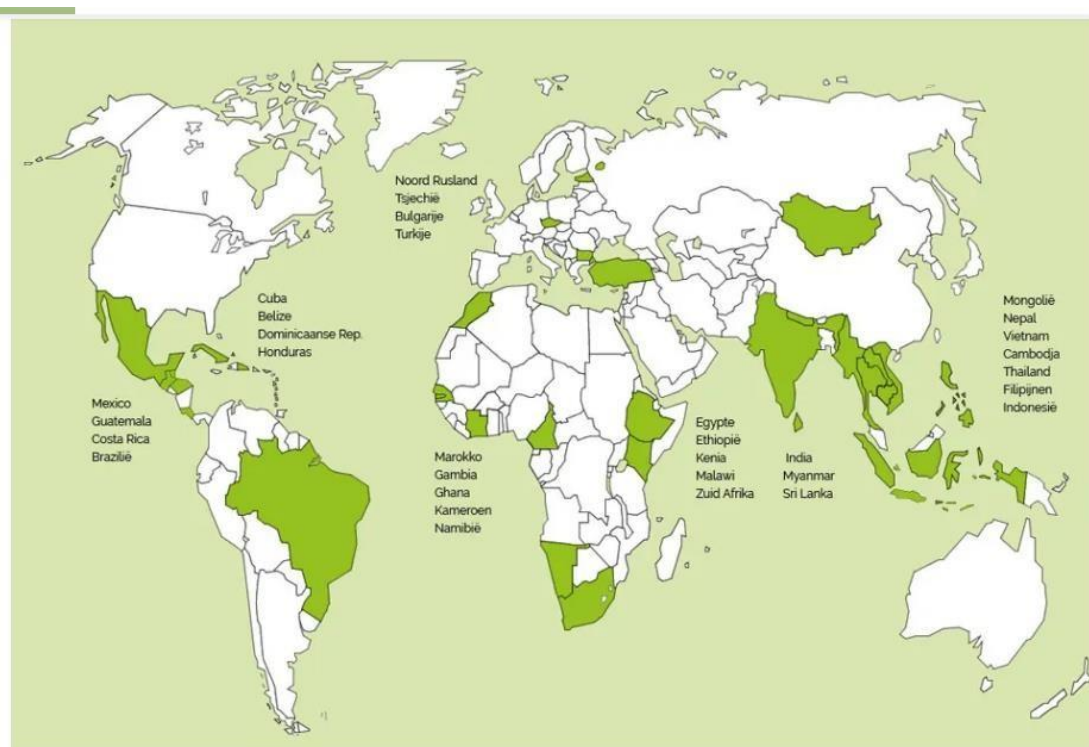 Noord Rusland
Tsjechië
Bulgarije
Turkije
Cuba
Belize
Dominicaanse Rep.
Honduras
Mexico
Guatemala
Costa Rica
Brazilië
Marokko
Gambia
Ghana
Kameroen
Namibië
Egypte
Ethiopië
Kenia
Malawi
Zuid Afrika
India
Myanmar
Sri Lanka
Mongolië
Nepal
Vietnam
Cambodja
Thailand
Filipijnen
Indonesië